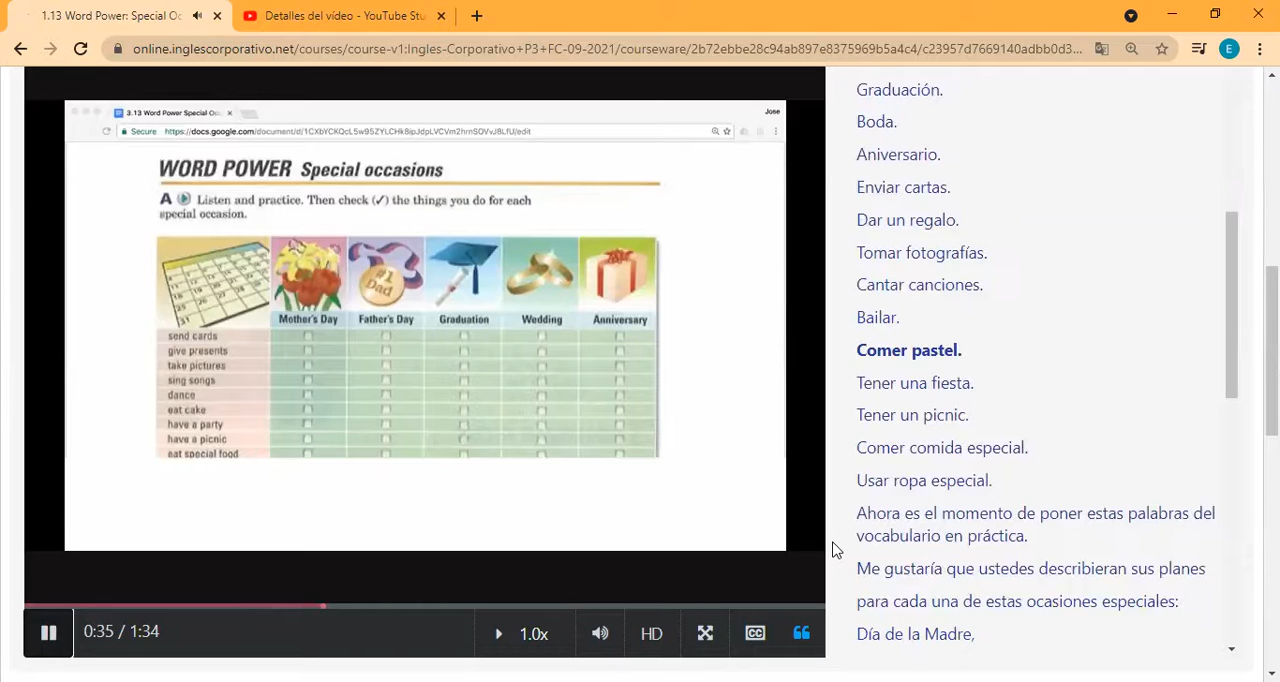 1.13 Word Power: Special Oc
Detalles del vídeo - YouTube Stu
online.inglescorporativo.net/courses/course-v1:Ingles-Corporativo+P3+FC-09-2021/courseware/2b72ebbe28c94ab897e8375969b5a4c4/c23957d7669140adbb0d3...
E
3.13 Word Power Special Oc
Jose
Secure
WORD POWER Special occasions
A Listen and practice. Then check (✓) the things you do for each
special occasion.
#1
Dad
Mother's Day Father's Day Graduation Wedding Anniversary
send cards
give presents
take pictures
sing songs
dance
eat cake
have a party
have a picnic
eat special food
0:35 / 1:34
1.0x
HD
CC
Graduación.
Boda.
Aniversario.
Enviar cartas.
Dar un regalo.
Tomar fotografías.
Cantar canciones.
Bailar.
Comer pastel.
Tener una fiesta.
Tener un picnic.
Comer comida especial.
Usar ropa especial.
Ahora es el momento de poner estas palabras del
vocabulario en práctica.
Me gustaría que ustedes describieran sus planes
para cada una de estas ocasiones especiales:
Día de la Madre,